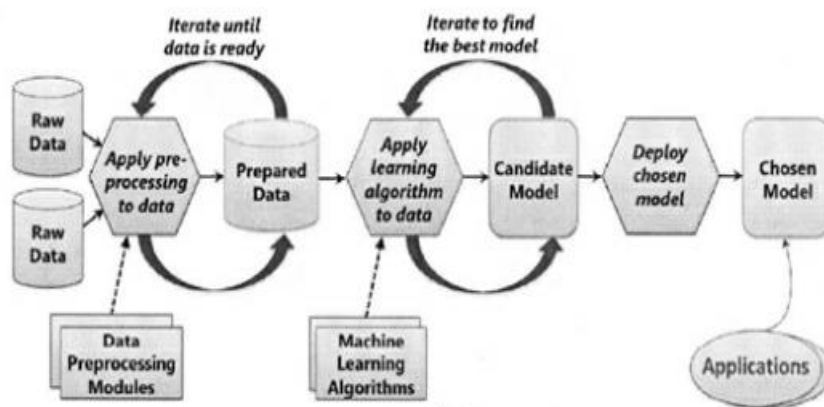 Iterate until
data is ready
Iterate to find
the best model
Raw
Data
Raw
Data
Apply pre-
processing
to data
Prepared
Data
Apply
learning
algorithm
to data
Candidate
Model
Deploy
chosen
model
Chosen
Model
Data
Preprocessing
Modules
Machine
Learning
Algorithms
Applications